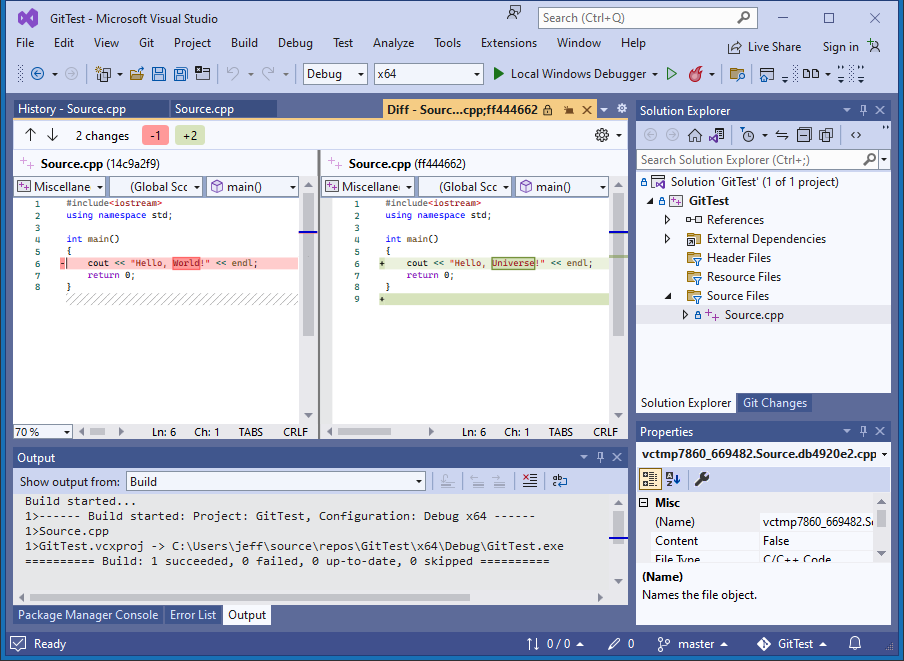 GitTest - Microsoft Visual Studio
Search (Ctrl+Q)
File Edit View Git Project Build Debug Test Analyze Tools Extensions Window Help
Live Share Sign in
Debug x64 Local Windows Debugger
History - Source.cpp Source.cpp Diff - Sourc...cpp;ff444662
2 changes -1 +2
Source.cpp (14c9a2f9)
Miscellane (Global Scc main()
1 #include<iostream>
2 using namespace std;
3
4 int main()
5 {
6 - cout << "Hello, World!" << endl;
7 return 0;
8 }
70 % Ln: 6 Ch: 1 TABS CRLF
Source.cpp (ff444662)
Miscellane (Global Sc main()
1 #include<iostream>
2 using namespace std;
3
4 int main()
5 {
6 + cout << "Hello, Universe!" << endl;
7 return 0;
8 }
9 +
Ln: 6 Ch: 1 TABS CRLF
Output
Show output from: Build
Build started...
1>------ Build started: Project: GitTest, Configuration: Debug x64 ------
1>Source.cpp
1>GitTest.vcxproj -> C:\Users\jeff\source\repos\GitTest\x64\Debug\GitTest.exe
========== Build: 1 succeeded, 0 failed, 0 up-to-date, 0 skipped ==========
Package Manager Console Error List Output
Solution Explorer
Search Solution Explorer (Ctrl+;)
Solution 'GitTest' (1 of 1 project)
GitTest
References
External Dependencies
Header Files
Resource Files
Source Files
Source.cpp
Solution Explorer Git Changes
Properties
vctmp7860_669482.Source.db4920e2.cpp
Misc
(Name) vctmp7860_669482.So
Content False
File Type C/C++ Code
(Name)
Names the file object.
Ready 0 / 0 0 master GitTest